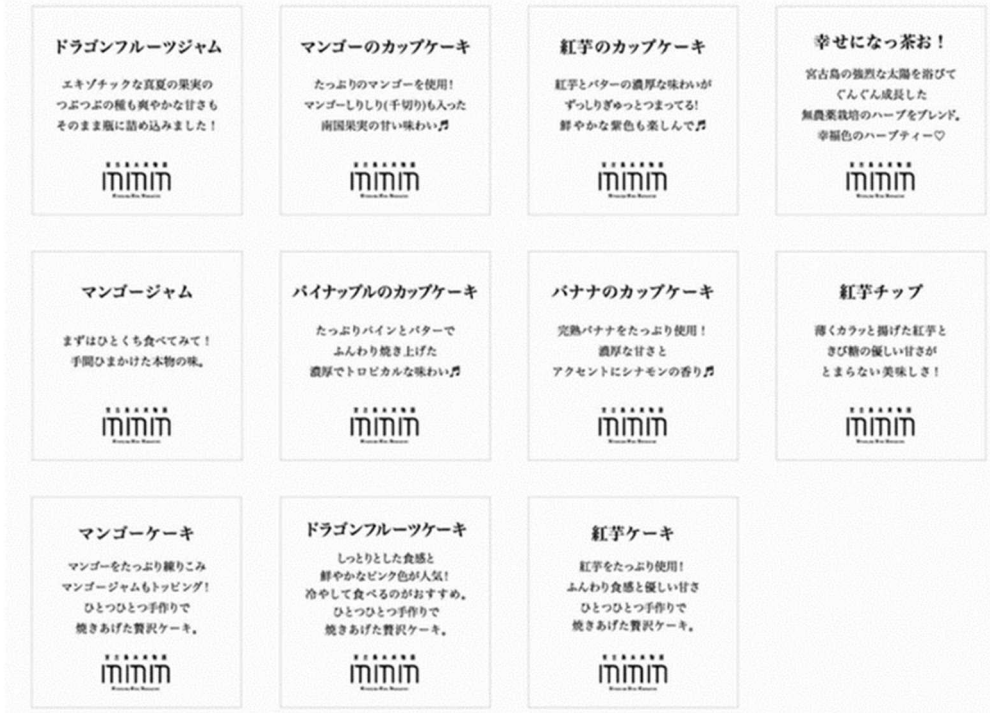 ドラゴンフルーツジャム
エキゾチックな真夏の果実の
つぶつぶの種も爽やかな甘さも
そのまま瓶に詰め込みました！
mmm
マンゴーのカップケーキ
たっぷりのマンゴーを使用！
マンゴーしりしり(千切り)も入った
南国果実の甘い味わい♬
mmm
紅芋のカップケーキ
紅芋とバターの濃厚な味わいが
ずっしりぎゅっとつまってる！
鮮やかな紫色も楽しんで♬
mmm
幸せになっ茶お！
宮古島の強烈な太陽を浴びて
ぐんぐん成長した
無農薬栽培のハーブをブレンド。
幸福色のハーブティー♡
mmm
マンゴージャム
まずはひとくち食べてみて！
手間ひまかけた本物の味。
mmm
パイナップルのカップケーキ
たっぷりパインとバターで
ふんわり焼き上げた
濃厚でトロピカルな味わい♬
mmm
バナナのカップケーキ
完熟バナナをたっぷり使用！
濃厚な甘さと
アクセントにシナモンの香り♬
mmm
紅芋チップ
薄くカラッと揚げた紅芋と
きび糖の優しい甘さが
とまらない美味しさ！
mmm
マンゴーケーキ
マンゴーをたっぷり練りこみ
マンゴージャムもトッピング！
ひとつひとつ手作りで
焼きあげた贅沢ケーキ。
mmm
ドラゴンフルーツケーキ
しっとりとした食感と
鮮やかなピンク色が人気！
冷やして食べるのがおすすめ。
ひとつひとつ手作りで
焼きあげた贅沢ケーキ。
mmm
紅芋ケーキ
紅芋をたっぷり使用！
ふんわり食感と優しい甘さ
ひとつひとつ手作りで
焼きあげた贅沢ケーキ。
mmm